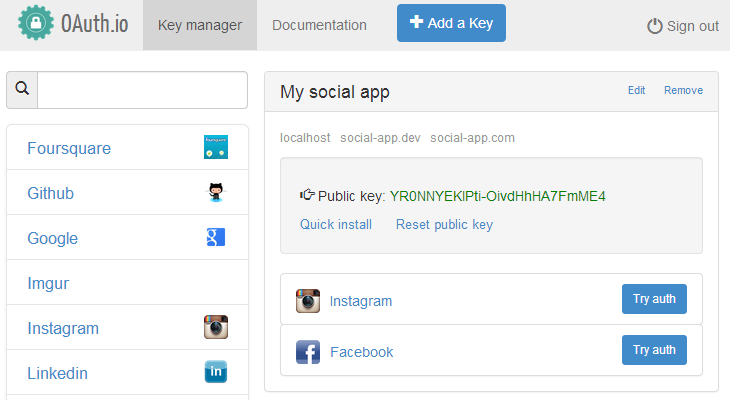 OAuth.io Key manager Documentation Add a Key Sign out
My social app Edit Remove
localhost social-app.dev social-app.com
Public key: YR0NNYEKlPti-OivdHhHA7FmME4
Quick install Reset public key
Instagram Try auth
Facebook Try auth
Foursquare
Github
Google
Imgur
Instagram
Linkedin
in